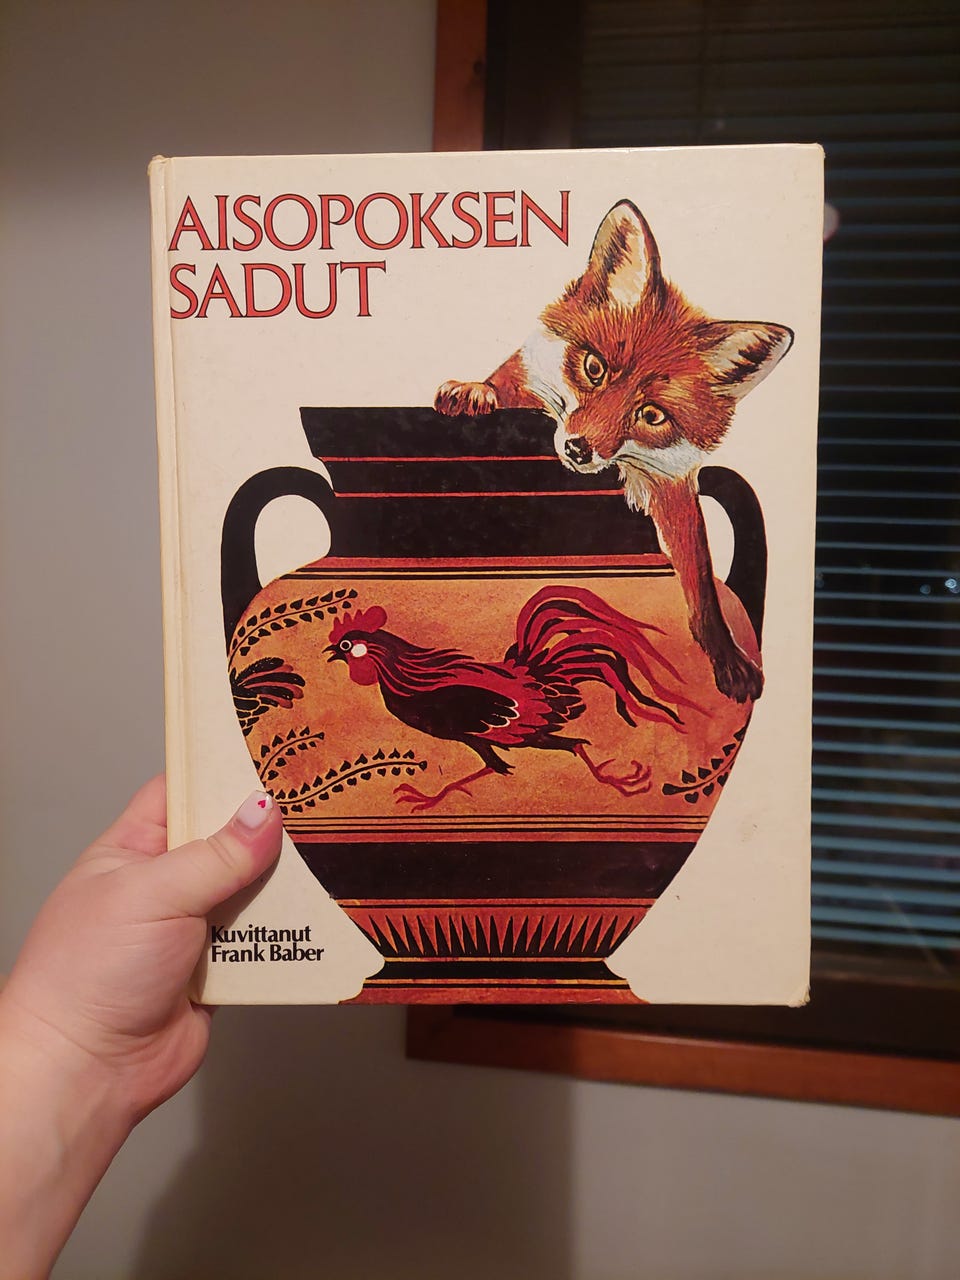 AISOPOKSEN
SADUT
Kuvittanut
Frank Baber